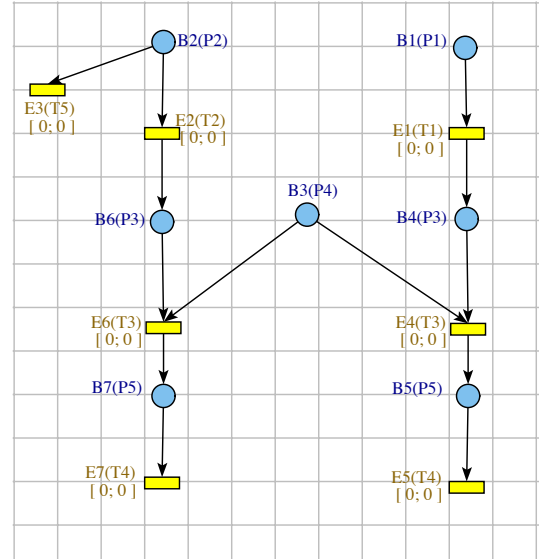 B2(P2)
B1(P1)
E3(T5)
[ 0; 0 ]
E2(T2)
[ 0; 0 ]
E1(T1)
[ 0; 0 ]
B3(P4)
B6(P3)
B4(P3)
E6(T3)
[ 0; 0 ]
E4(T3)
[ 0; 0 ]
B7(P5)
B5(P5)
E7(T4)
[ 0; 0 ]
E5(T4)
[ 0; 0 ]